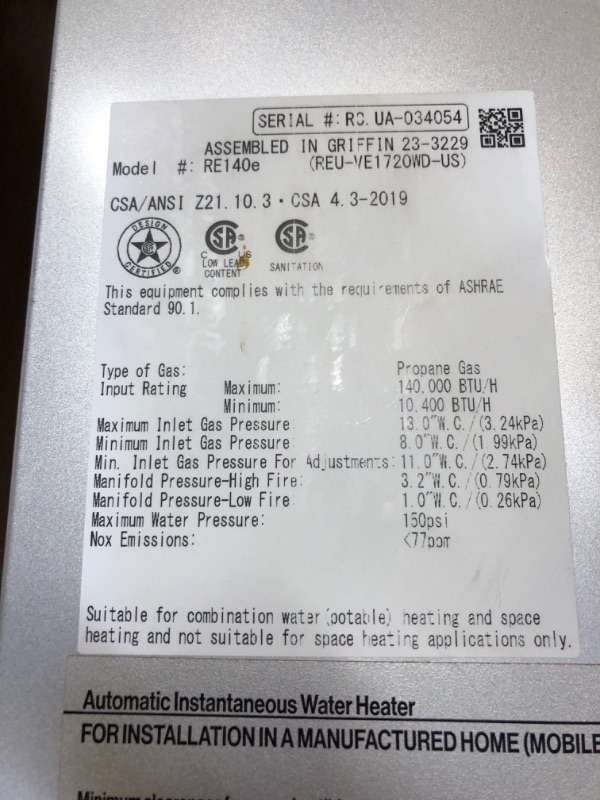 SERIAL #: RC. UA-034054
ASSEMBLED IN GRIFFIN 23-3229
Model #: RE140e (REU-VE1720WD-US)
CSA/ANSI Z21.10.3・CSA 4.3-2019
DESIGN CERTIFIED ®
SA ® C US LOW LEAD CONTENT
SA ® SANITATION
This equipment complies with the requirements of ASHRAE
Standard 90.1.
Type of Gas: Propane Gas
Input Rating Maximum: 140,000 BTU/H
Minimum: 10,400 BTU/H
Maximum Inlet Gas Pressure: 13.0"W.C./(3.24kPa)
Minimum Inlet Gas Pressure: 8.0"W.C./(1.99kPa)
Min. Inlet Gas Pressure For Adjustments: 11.0"W.C./(2.74kPa)
Manifold Pressure-High Fire: 3.2"W.C./(0.79kPa)
Manifold Pressure-Low Fire: 1.0"W.C./(0.26kPa)
Maximum Water Pressure: 150psi
Nox Emissions: <77ppm
Suitable for combination water (potable) heating and space
heating and not suitable for space heating applications only.
Automatic Instantaneous Water Heater
FOR INSTALLATION IN A MANUFACTURED HOME (MOBILE